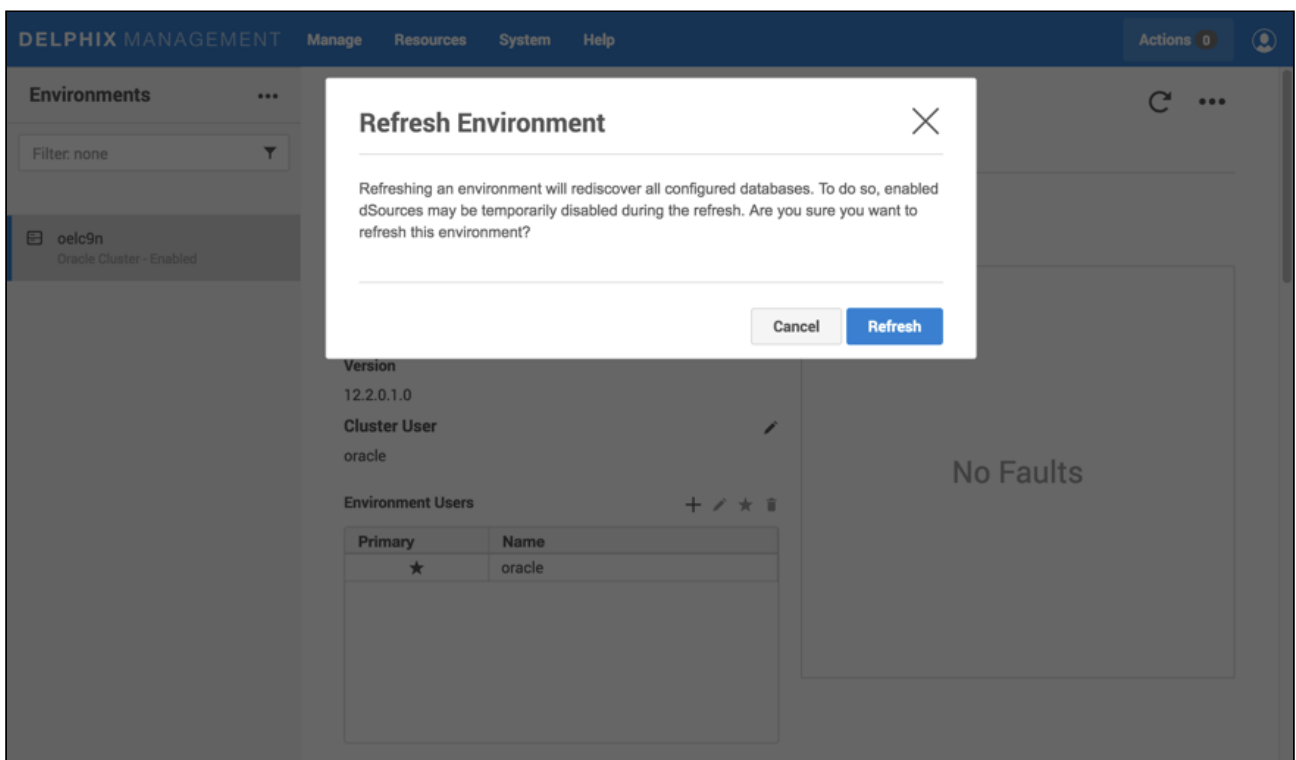 DELPHIX MANAGEMENT Manage Resources System Help Actions 0
Environments
Filter: none
oelc9n
Oracle Cluster - Enabled
Refresh Environment
Refreshing an environment will rediscover all configured databases. To do so, enabled
dSources may be temporarily disabled during the refresh. Are you sure you want to
refresh this environment?
Cancel Refresh
Version
12.2.0.1.0
Cluster User
oracle
Environment Users
Primary Name
oracle
No Faults